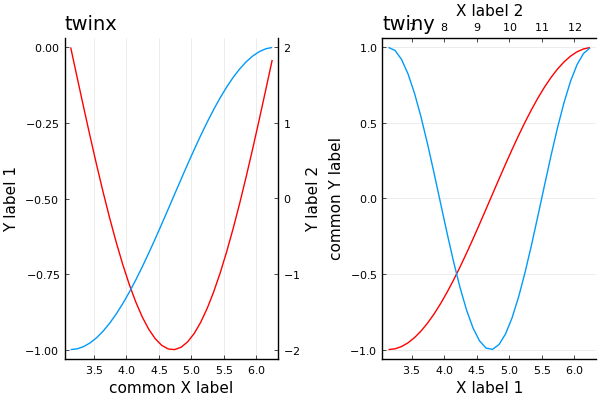 twinx
0.00
−0.25
−0.50
−0.75
−1.00
Y label 1
2
1
0
−1
−2
Y label 2
3.5 4.0 4.5 5.0 5.5 6.0
common X label
twiny
X label 2
7 8 9 10 11 12
1.0
0.5
0.0
−0.5
−1.0
common Y label
3.5 4.0 4.5 5.0 5.5 6.0
X label 1